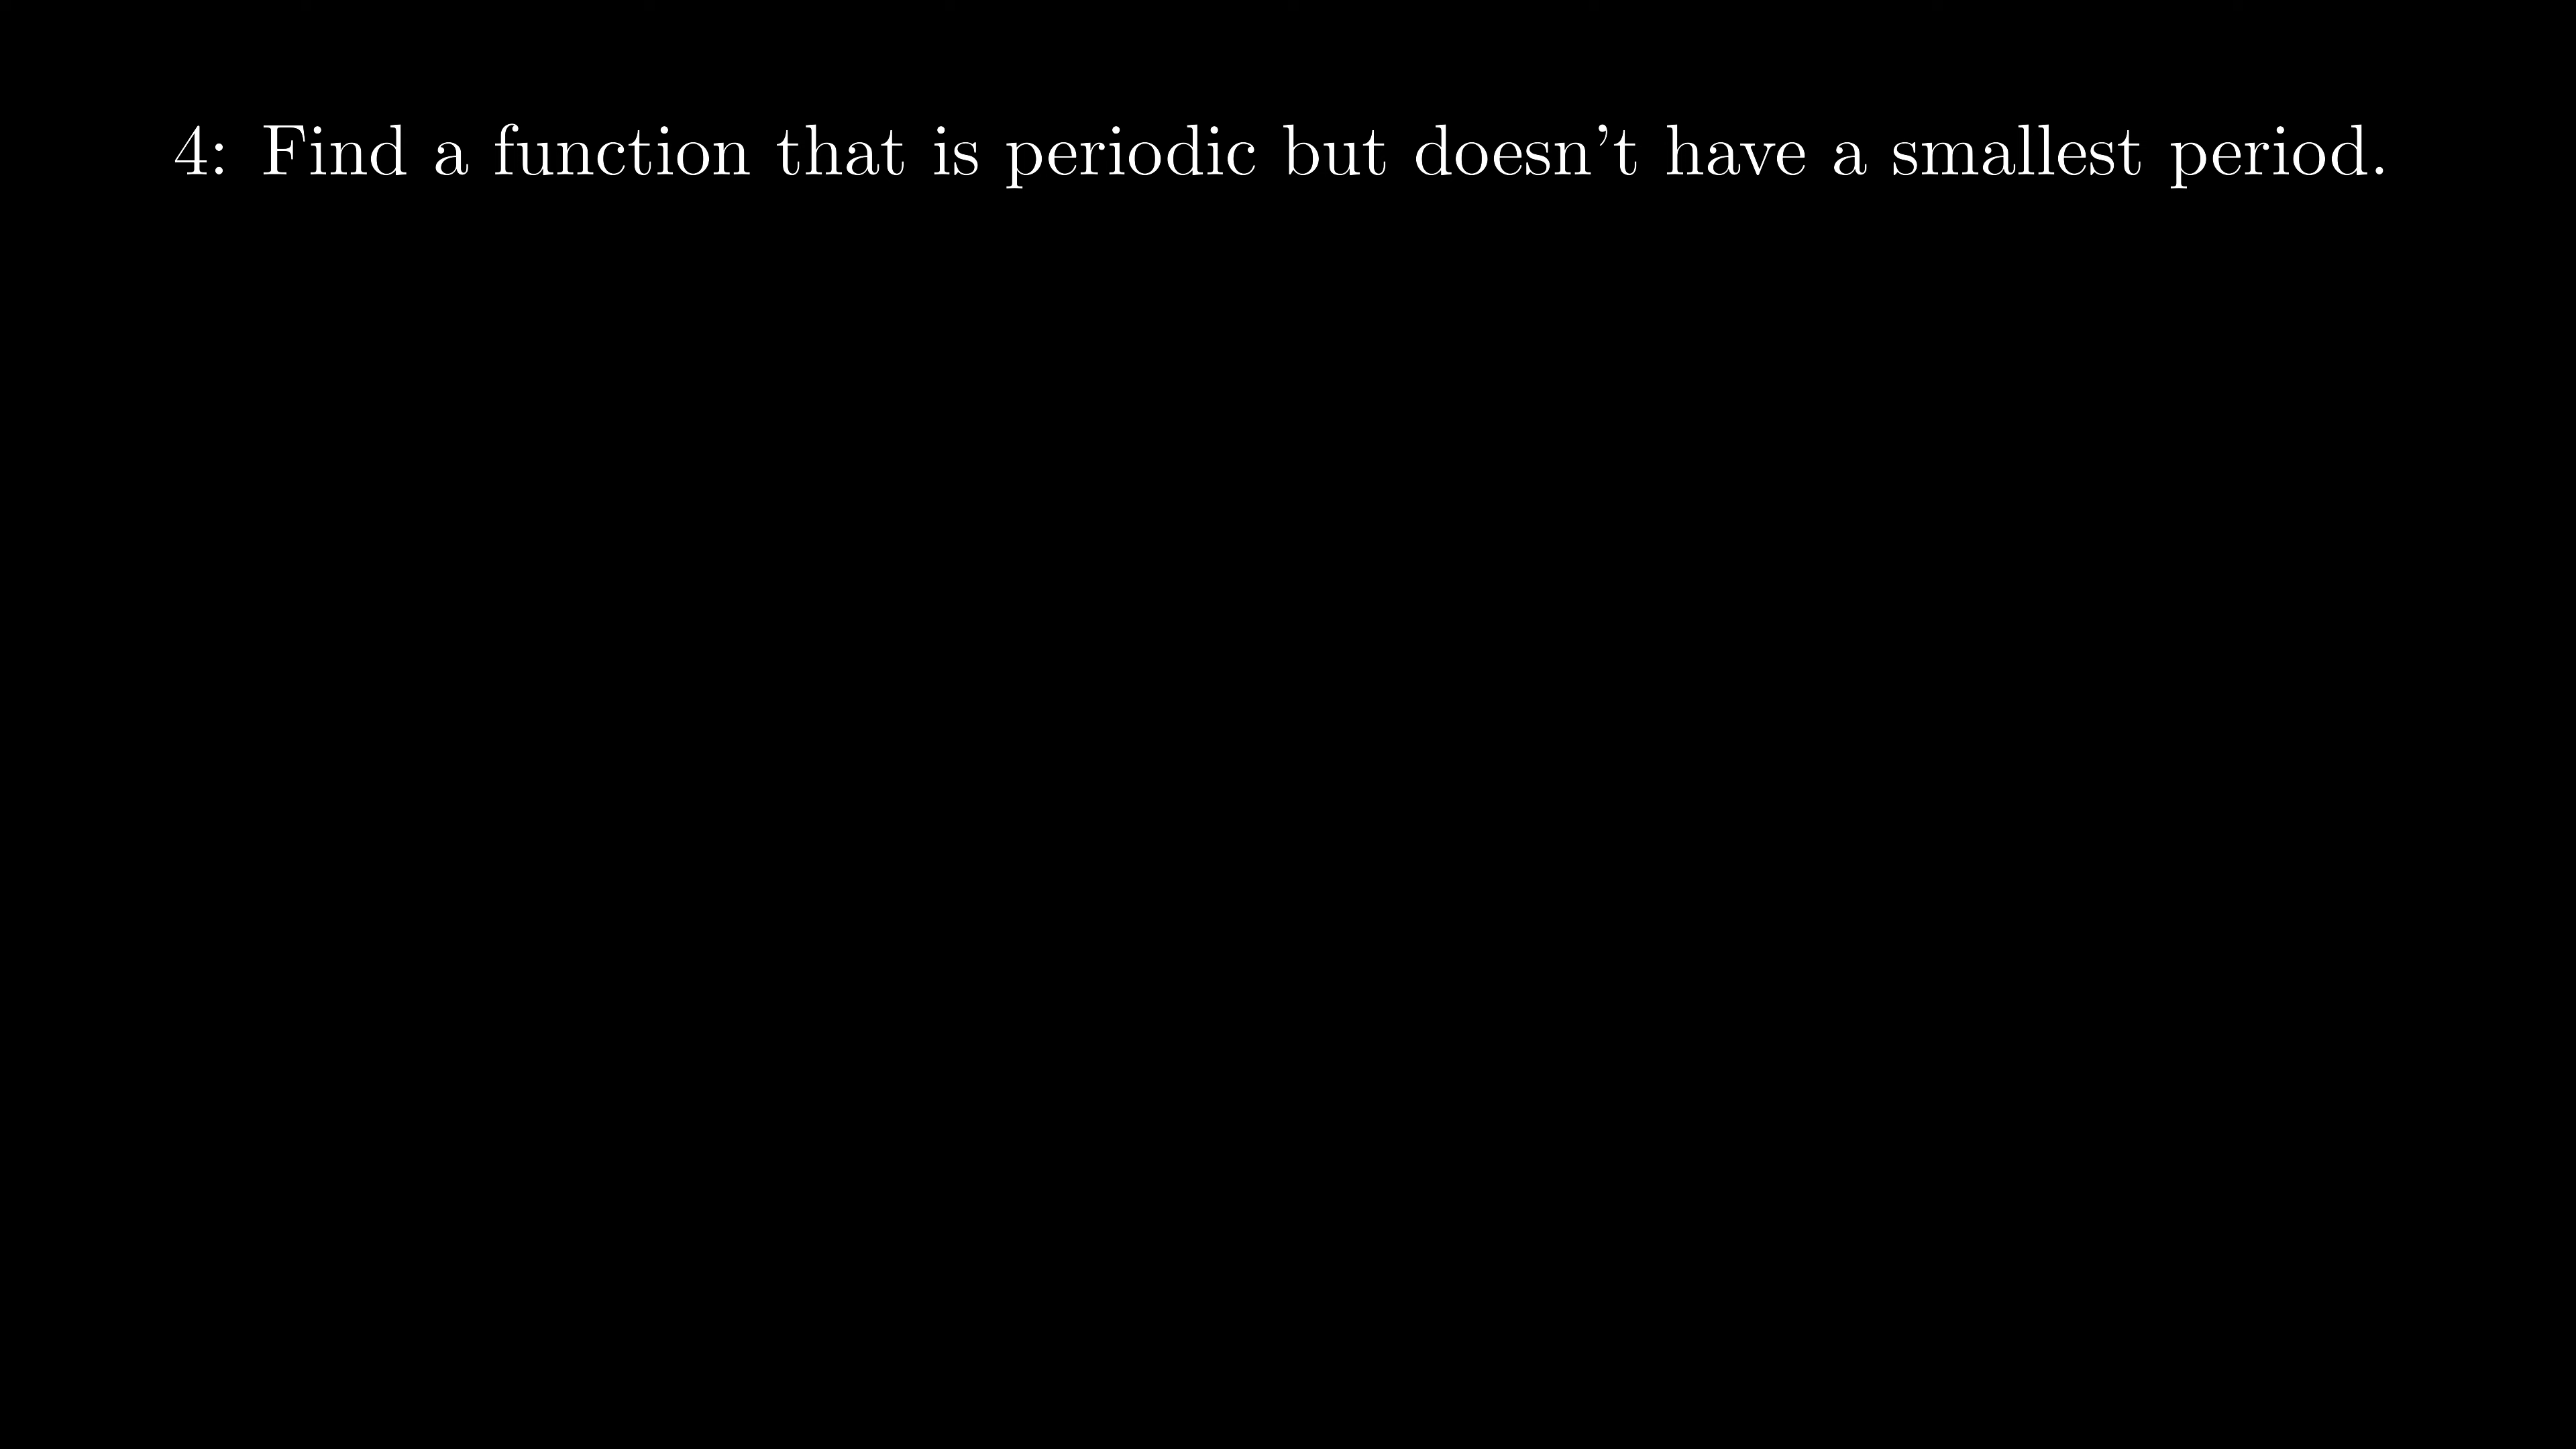 4: Find a function that is periodic but doesn't have a smallest period.